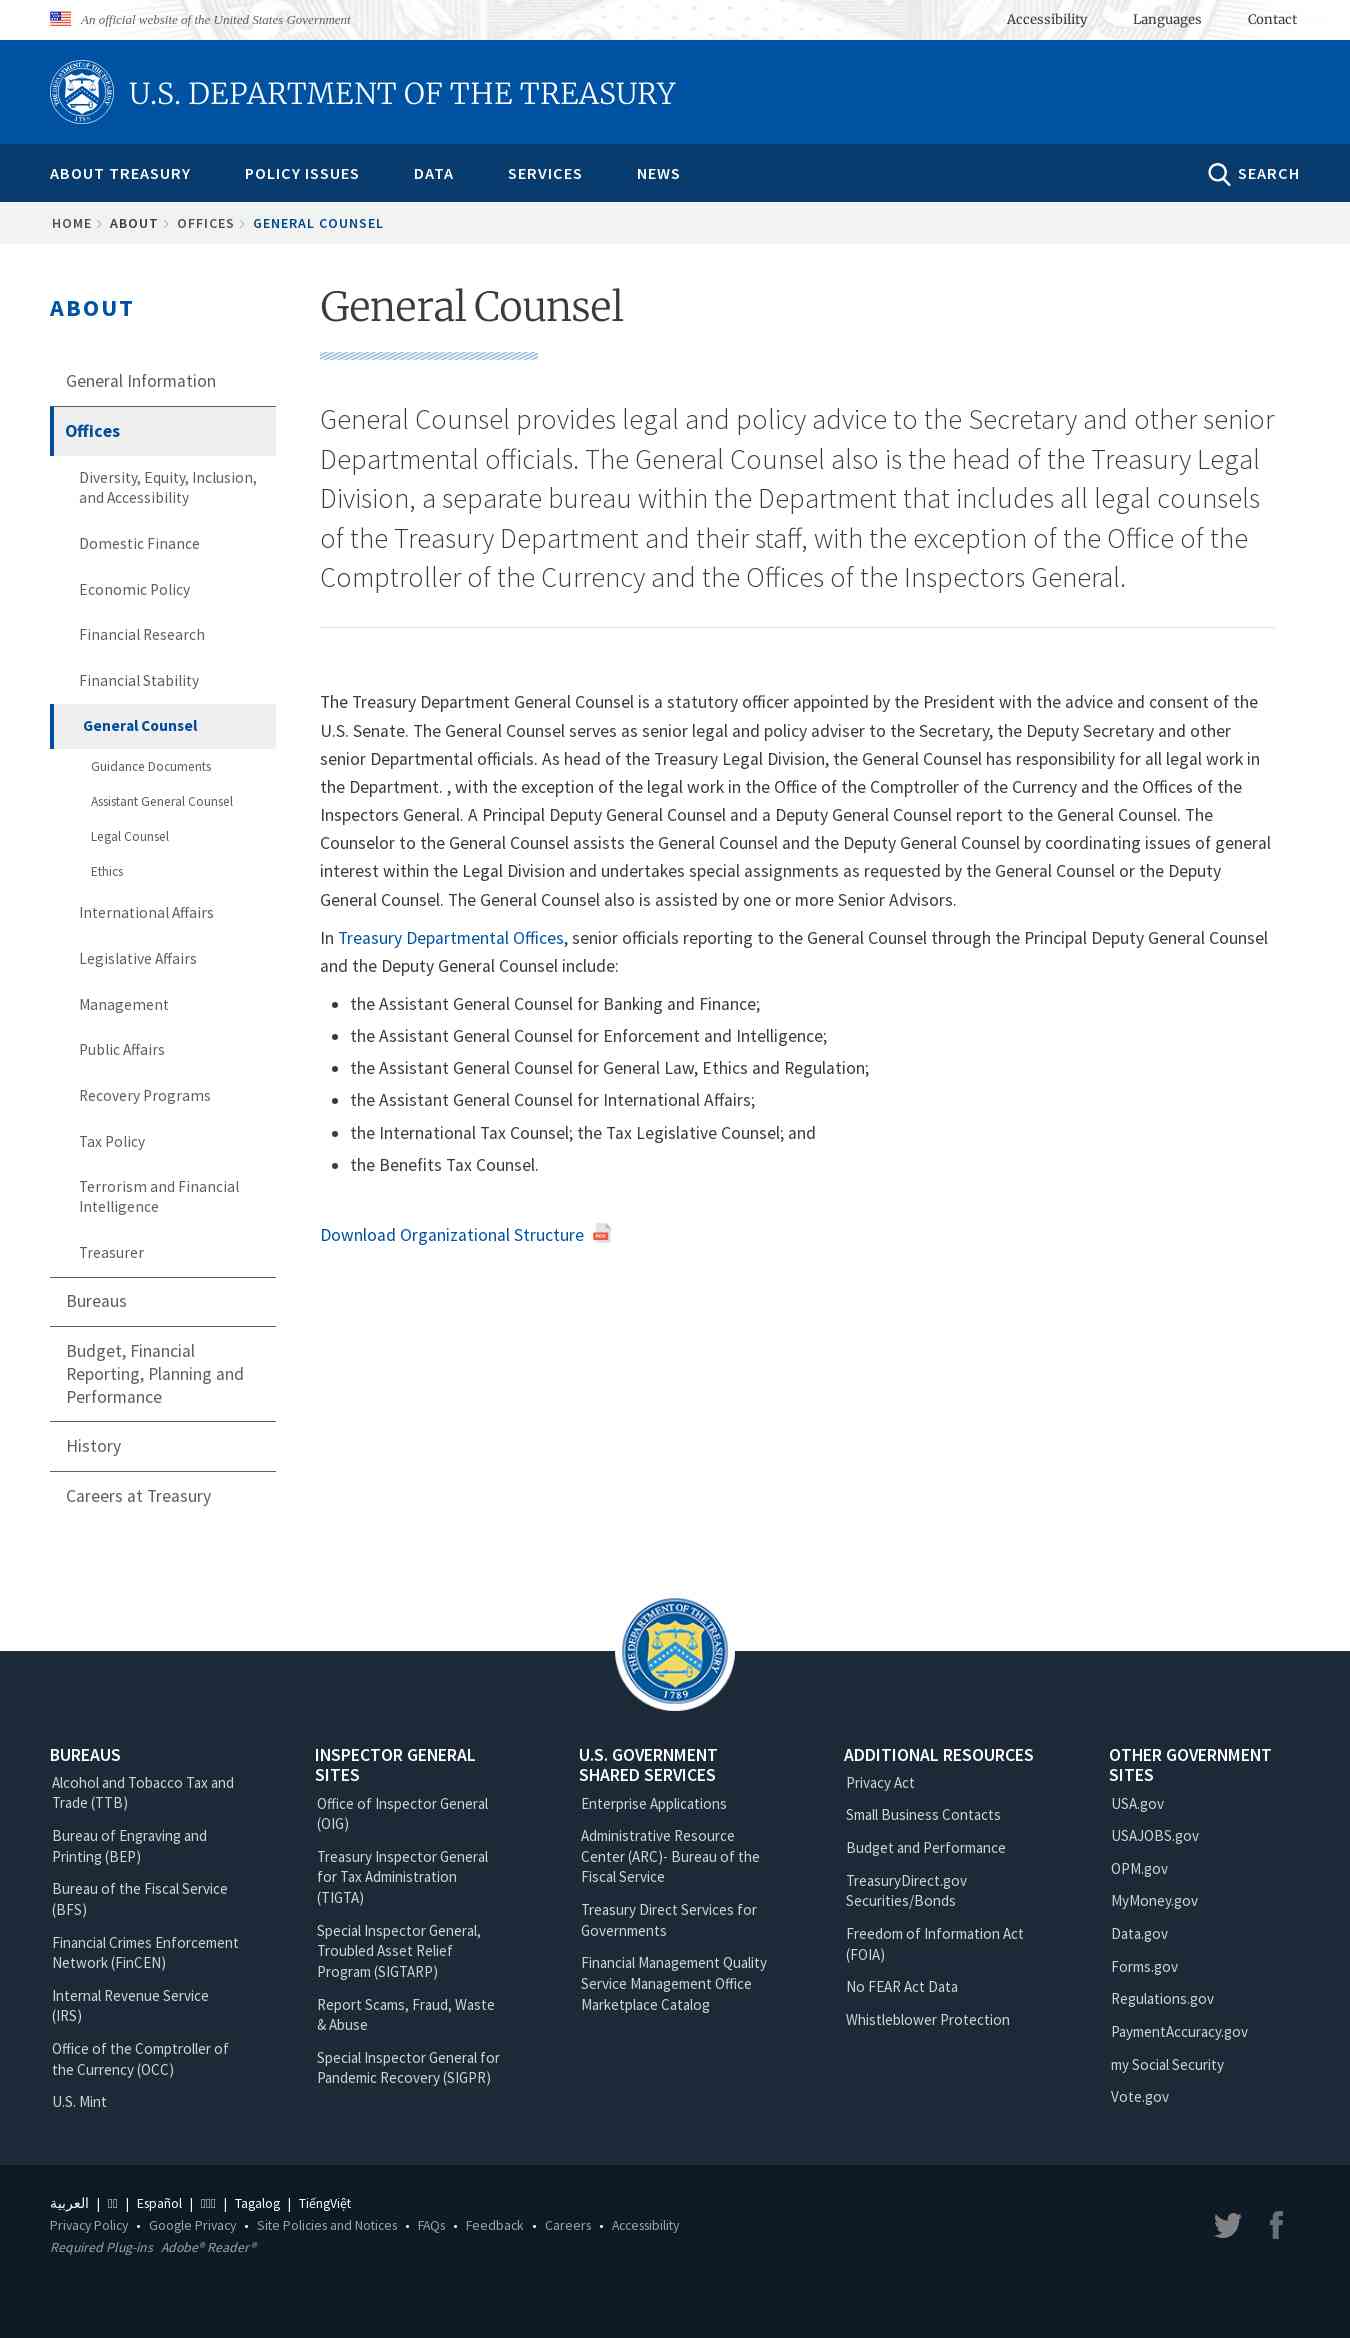 An official website of the United States Government
Accessibility
Languages
Contact
U.S. DEPARTMENT OF THE TREASURY
ABOUT TREASURY
POLICY ISSUES
DATA
SERVICES
NEWS
SEARCH
HOME
ABOUT
OFFICES
GENERAL COUNSEL
ABOUT
General Information
Offices
Diversity, Equity, Inclusion,
and Accessibility
Domestic Finance
Economic Policy
Financial Research
Financial Stability
General Counsel
Guidance Documents
Assistant General Counsel
Legal Counsel
Ethics
International Affairs
Legislative Affairs
Management
Public Affairs
Recovery Programs
Tax Policy
Terrorism and Financial
Intelligence
Treasurer
Bureaus
Budget, Financial
Reporting, Planning and
Performance
History
Careers at Treasury
General Counsel
General Counsel provides legal and policy advice to the Secretary and other senior
Departmental officials. The General Counsel also is the head of the Treasury Legal
Division, a separate bureau within the Department that includes all legal counsels
of the Treasury Department and their staff, with the exception of the Office of the
Comptroller of the Currency and the Offices of the Inspectors General.
The Treasury Department General Counsel is a statutory officer appointed by the President with the advice and consent of the
U.S. Senate. The General Counsel serves as senior legal and policy adviser to the Secretary, the Deputy Secretary and other
senior Departmental officials. As head of the Treasury Legal Division, the General Counsel has responsibility for all legal work in
the Department. , with the exception of the legal work in the Office of the Comptroller of the Currency and the Offices of the
Inspectors General. A Principal Deputy General Counsel and a Deputy General Counsel report to the General Counsel. The
Counselor to the General Counsel assists the General Counsel and the Deputy General Counsel by coordinating issues of general
interest within the Legal Division and undertakes special assignments as requested by the General Counsel or the Deputy
General Counsel. The General Counsel also is assisted by one or more Senior Advisors.
In Treasury Departmental Offices, senior officials reporting to the General Counsel through the Principal Deputy General Counsel
and the Deputy General Counsel include:
the Assistant General Counsel for Banking and Finance;
the Assistant General Counsel for Enforcement and Intelligence;
the Assistant General Counsel for General Law, Ethics and Regulation;
the Assistant General Counsel for International Affairs;
the International Tax Counsel; the Tax Legislative Counsel; and
the Benefits Tax Counsel.
Download Organizational Structure
THE DEPARTMENT OF THE TREASURY
1789
BUREAUS
Alcohol and Tobacco Tax and
Trade (TTB)
Bureau of Engraving and
Printing (BEP)
Bureau of the Fiscal Service
(BFS)
Financial Crimes Enforcement
Network (FinCEN)
Internal Revenue Service
(IRS)
Office of the Comptroller of
the Currency (OCC)
U.S. Mint
INSPECTOR GENERAL
SITES
Office of Inspector General
(OIG)
Treasury Inspector General
for Tax Administration
(TIGTA)
Special Inspector General,
Troubled Asset Relief
Program (SIGTARP)
Report Scams, Fraud, Waste
& Abuse
Special Inspector General for
Pandemic Recovery (SIGPR)
U.S. GOVERNMENT
SHARED SERVICES
Enterprise Applications
Administrative Resource
Center (ARC)- Bureau of the
Fiscal Service
Treasury Direct Services for
Governments
Financial Management Quality
Service Management Office
Marketplace Catalog
ADDITIONAL RESOURCES
Privacy Act
Small Business Contacts
Budget and Performance
TreasuryDirect.gov
Securities/Bonds
Freedom of Information Act
(FOIA)
No FEAR Act Data
Whistleblower Protection
OTHER GOVERNMENT
SITES
USA.gov
USAJOBS.gov
OPM.gov
MyMoney.gov
Data.gov
Forms.gov
Regulations.gov
PaymentAccuracy.gov
my Social Security
Vote.gov
العربية | | Español | | Tagalog | TiếngViệt
Privacy Policy • Google Privacy • Site Policies and Notices • FAQs • Feedback • Careers • Accessibility
Required Plug-ins Adobe® Reader®